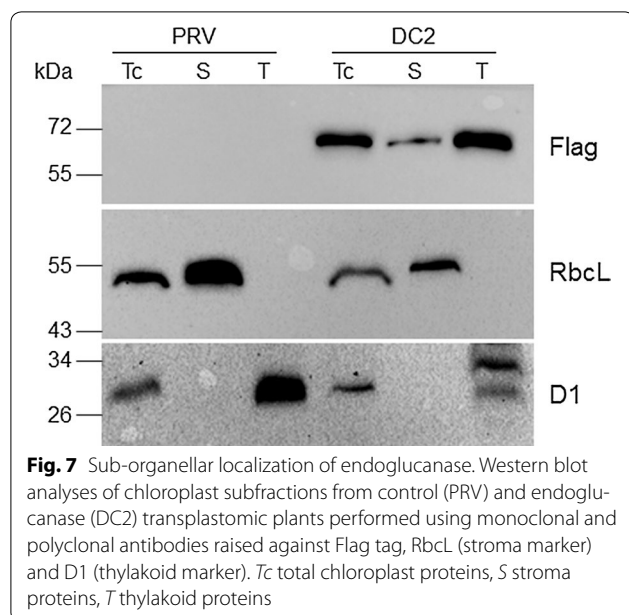 PRV DC2
kDa Tc S T Tc S T
72
55
Flag
55
43
RbcL
34
26
D1
Fig. 7 Sub-organellar localization of endoglucanase. Western blot
analyses of chloroplast subfractions from control (PRV) and endoglu-
canase (DC2) transplastomic plants performed using monoclonal and
polyclonal antibodies raised against Flag tag, RbcL (stroma marker)
and D1 (thylakoid marker). Tc total chloroplast proteins, S stroma
proteins, T thylakoid proteins